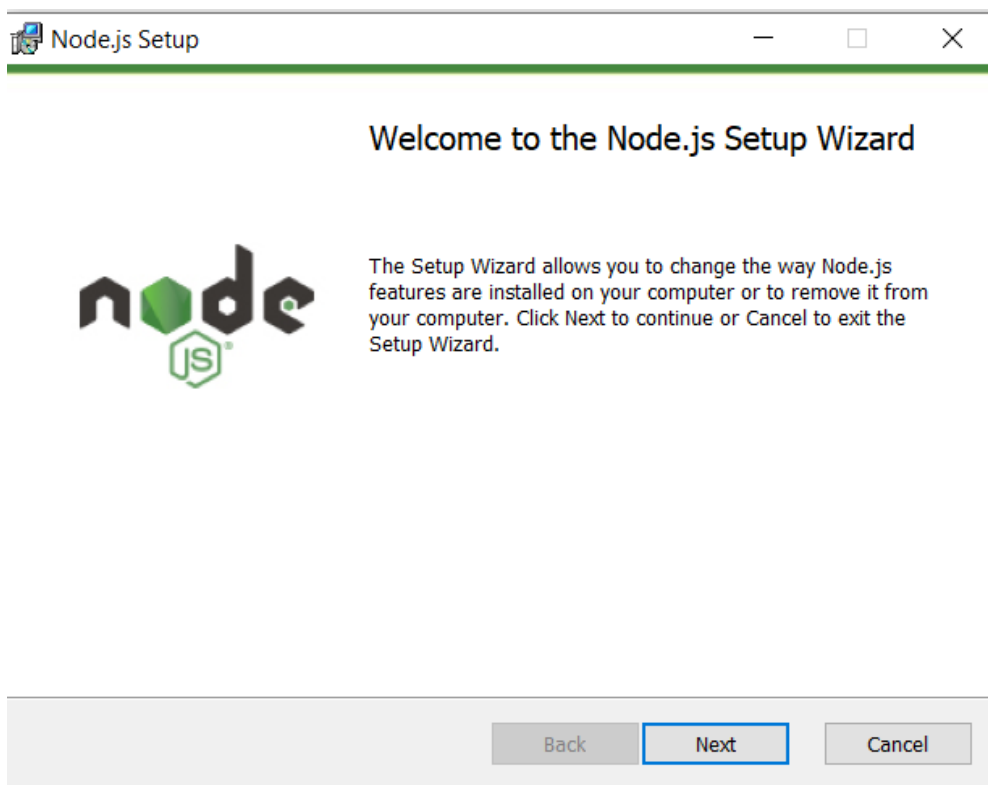 Node.js Setup
Welcome to the Node.js Setup Wizard
The Setup Wizard allows you to change the way Node.js
features are installed on your computer or to remove it from
your computer. Click Next to continue or Cancel to exit the
Setup Wizard.
node
JS®
Back
Next
Cancel